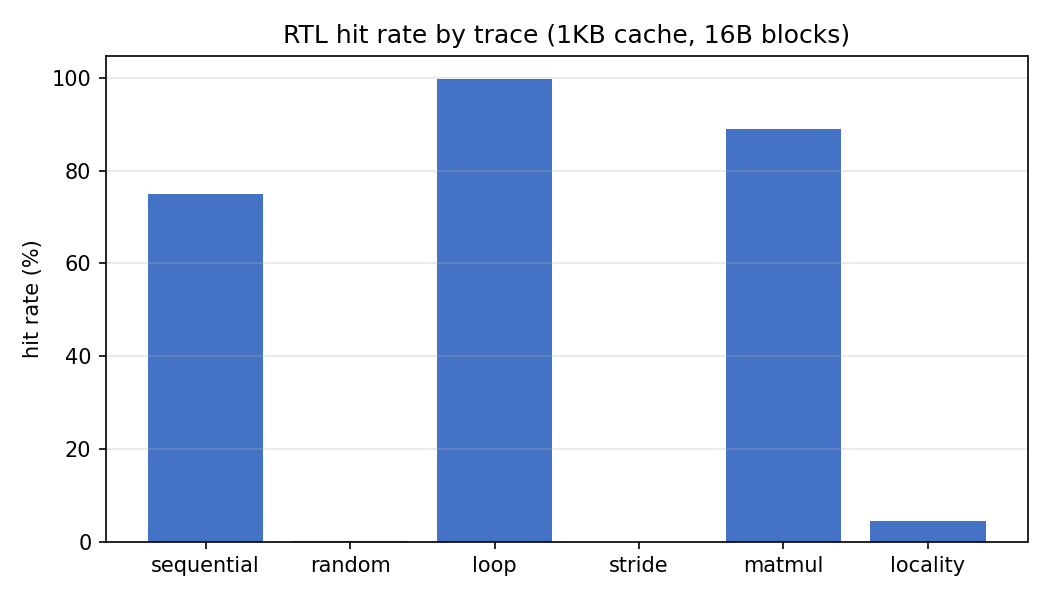 RTL hit rate by trace (1KB cache, 16B blocks)
hit rate (%)
100
80
60
40
20
0
sequential random loop stride matmul locality